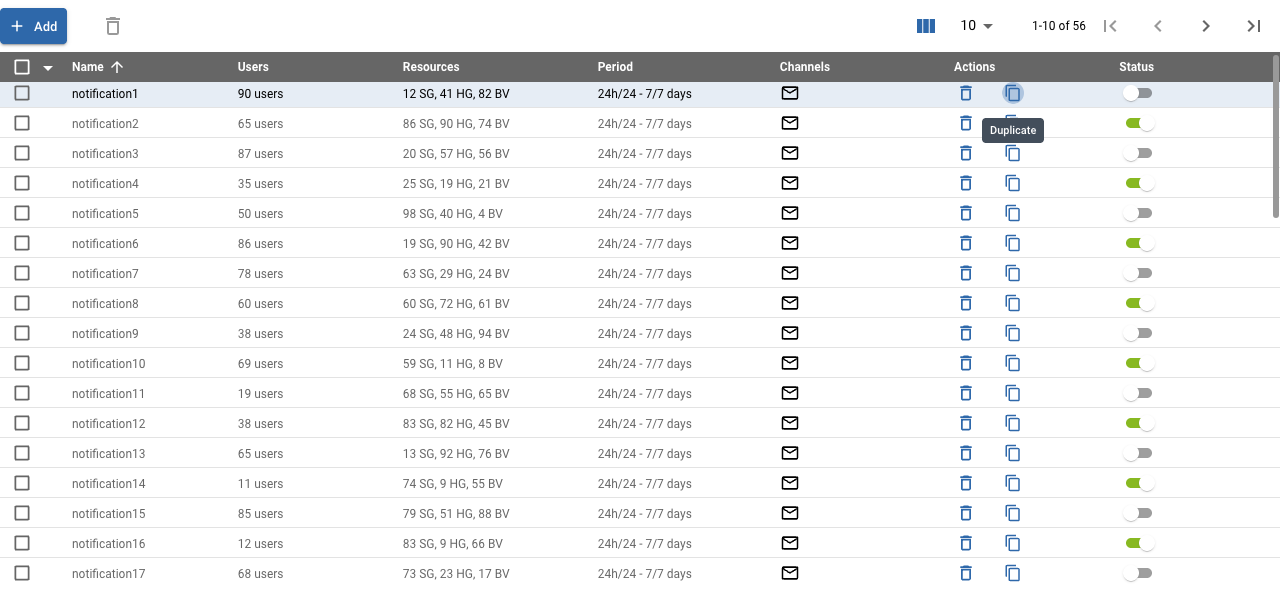 Add 10 1-10 of 56
Name Users Resources Period Channels Actions Status
notification1 90 users 12 SG, 41 HG, 82 BV 24h/24 - 7/7 days
notification2 65 users 86 SG, 90 HG, 74 BV 24h/24 - 7/7 days
Duplicate
notification3 87 users 20 SG, 57 HG, 56 BV 24h/24 - 7/7 days
notification4 35 users 25 SG, 19 HG, 21 BV 24h/24 - 7/7 days
notification5 50 users 98 SG, 40 HG, 4 BV 24h/24 - 7/7 days
notification6 86 users 19 SG, 90 HG, 42 BV 24h/24 - 7/7 days
notification7 78 users 63 SG, 29 HG, 24 BV 24h/24 - 7/7 days
notification8 60 users 60 SG, 72 HG, 61 BV 24h/24 - 7/7 days
notification9 38 users 24 SG, 48 HG, 94 BV 24h/24 - 7/7 days
notification10 69 users 59 SG, 11 HG, 8 BV 24h/24 - 7/7 days
notification11 19 users 68 SG, 55 HG, 65 BV 24h/24 - 7/7 days
notification12 38 users 83 SG, 82 HG, 45 BV 24h/24 - 7/7 days
notification13 65 users 13 SG, 92 HG, 76 BV 24h/24 - 7/7 days
notification14 11 users 74 SG, 9 HG, 55 BV 24h/24 - 7/7 days
notification15 85 users 79 SG, 51 HG, 88 BV 24h/24 - 7/7 days
notification16 12 users 83 SG, 9 HG, 66 BV 24h/24 - 7/7 days
notification17 68 users 73 SG, 23 HG, 17 BV 24h/24 - 7/7 days